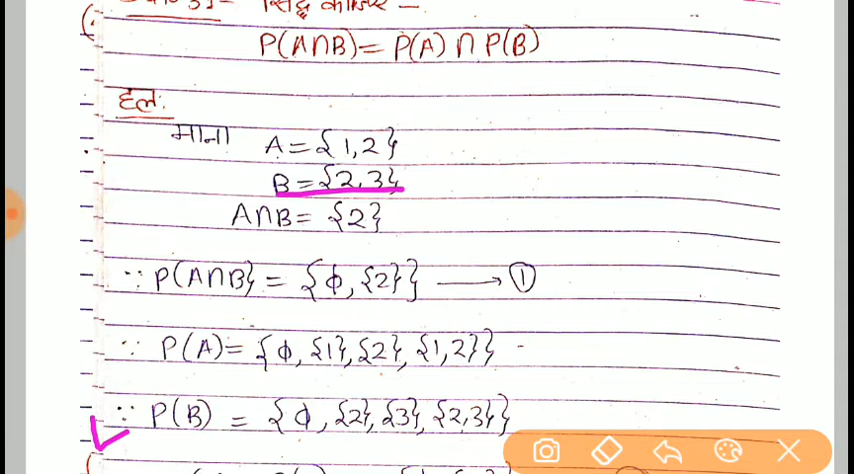 सिद्ध कीजिए –
P(A∩B) = P(A) ∩ P(B)
हल:
माना A = {1,2}
B = {2,3}
A∩B = {2}
∵ P(A∩B} = {ϕ, {2}} ⟶ ①
∵ P(A) = {ϕ, {1}, {2}, {1,2}} -
∵ P(B) = {ϕ, {2}, {3}, {2,3}}